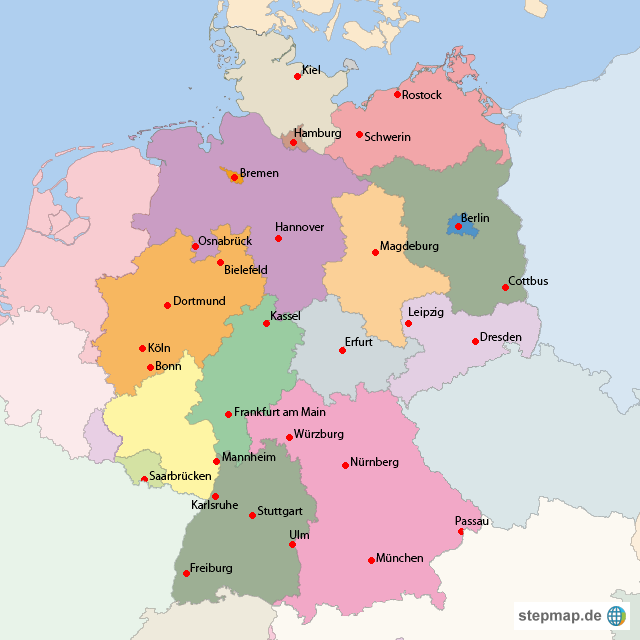 Kiel
Rostock
Hamburg
Schwerin
Bremen
Berlin
Hannover
Osnabrück
Magdeburg
Bielefeld
Cottbus
Dortmund
Leipzig
Kassel
Dresden
Erfurt
Köln
Bonn
Frankfurt am Main
Würzburg
Mannheim
Nürnberg
Saarbrücken
Karlsruhe
Stuttgart
Passau
Ulm
München
Freiburg
stepmap.de